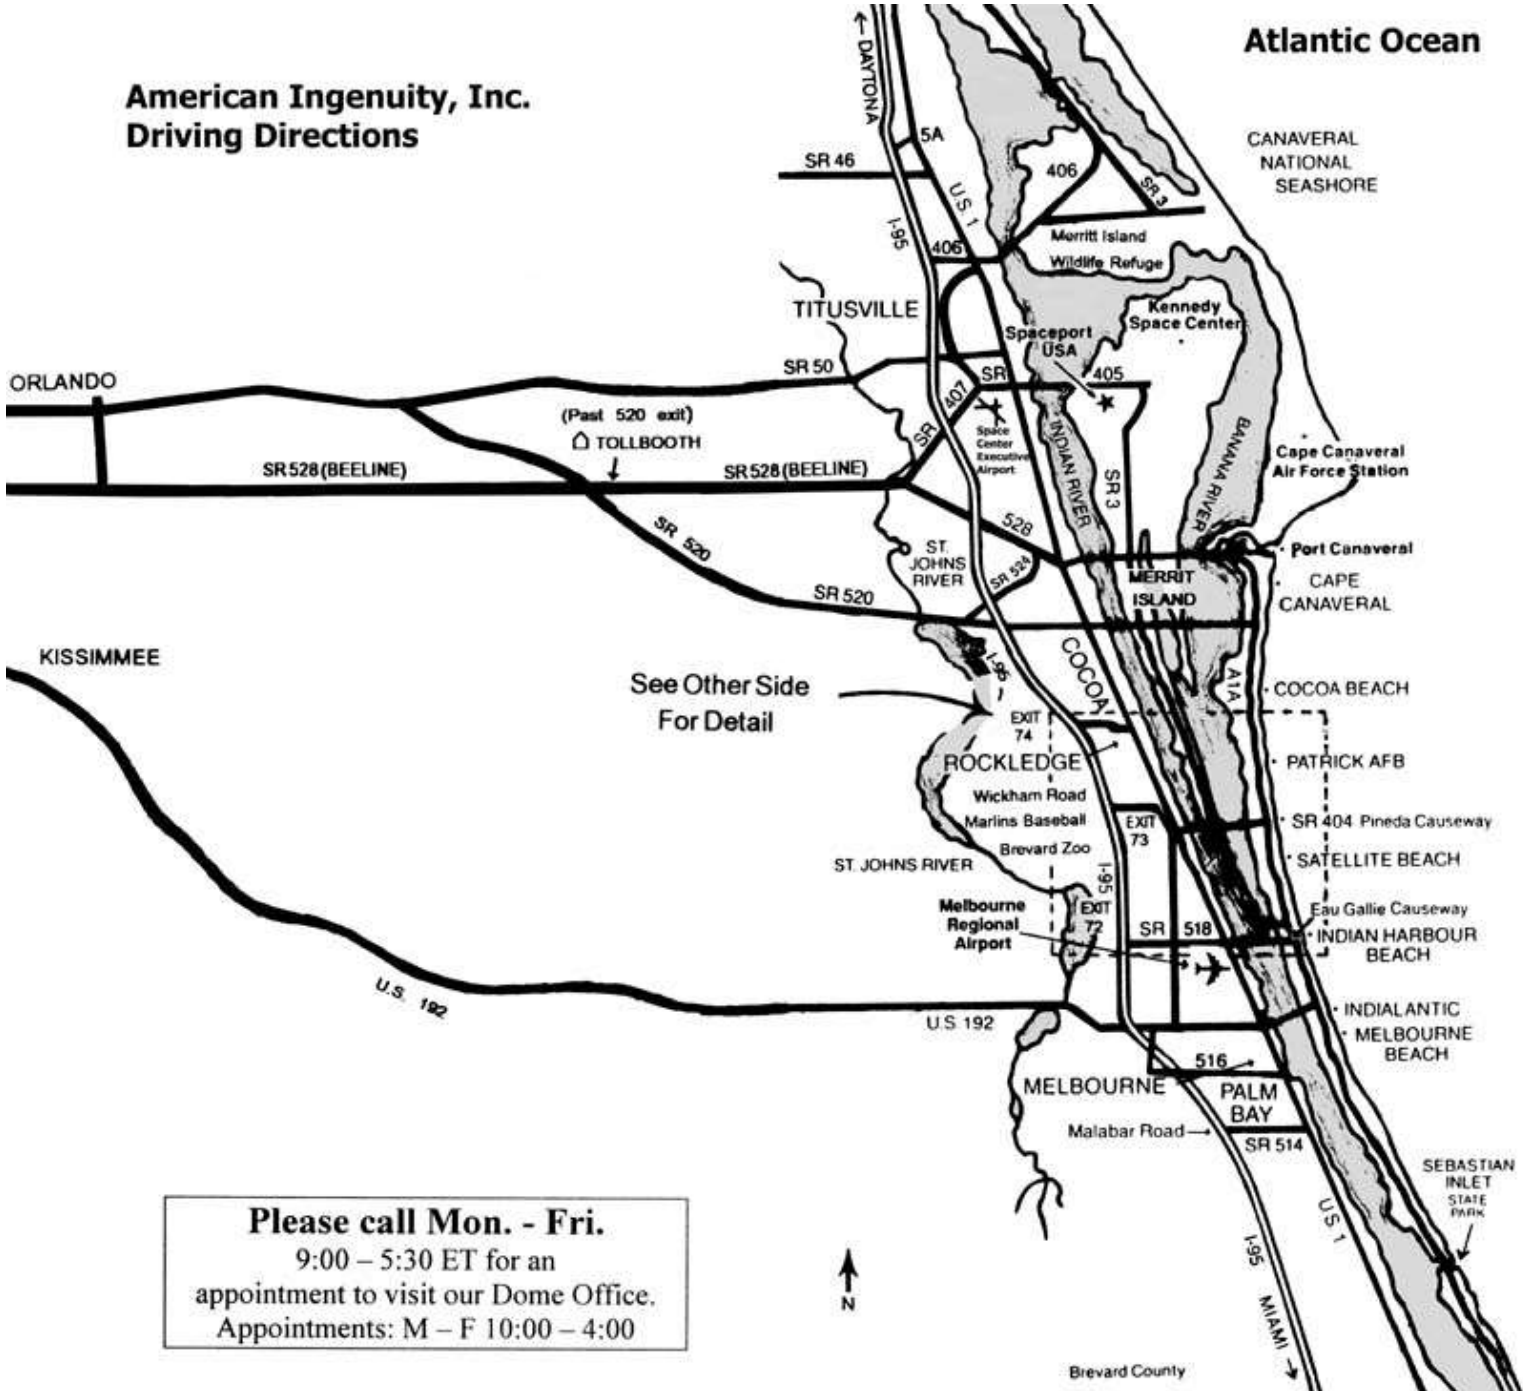 American Ingenuity, Inc.
Driving Directions
Atlantic Ocean
← DAYTONA
5A
SR 46
U.S. 1
I-95
406
406
SR 3
CANAVERAL
NATIONAL
SEASHORE
Merritt Island
Wildlife Refuge
TITUSVILLE
Kennedy
Space Center
Spaceport
USA
ORLANDO
SR 50
SR
405
SR 407
(Past 520 exit)
TOLLBOOTH
SR 528 (BEELINE)
SR 528 (BEELINE)
Space
Center
Executive
Airport
INDIAN RIVER
SR 3
BANANA RIVER
Cape Canaveral
Air Force Station
SR 520
528
ST.
JOHNS
RIVER
SR 524
Port Canaveral
MERRIT
ISLAND
CAPE
CANAVERAL
SR 520
KISSIMMEE
See Other Side
For Detail
I-95
COCOA
A1A
COCOA BEACH
EXIT
74
ROCKLEDGE
PATRICK AFB
Wickham Road
Marlins Baseball
Brevard Zoo
EXIT
73
SR 404 Pineda Causeway
ST. JOHNS RIVER
I-95
SATELLITE BEACH
Melbourne
Regional
Airport
EXIT
72
SR 518
Eau Gallie Causeway
INDIAN HARBOUR
BEACH
U.S. 192
U.S. 192
INDIALANTIC
MELBOURNE
BEACH
516
MELBOURNE
PALM
BAY
Malabar Road→
SR 514
SEBASTIAN
INLET
STATE
PARK
U.S 1
I-95
MIAMI →
N
Brevard County
Please call Mon. - Fri.
9:00 – 5:30 ET for an
appointment to visit our Dome Office.
Appointments: M – F 10:00 – 4:00